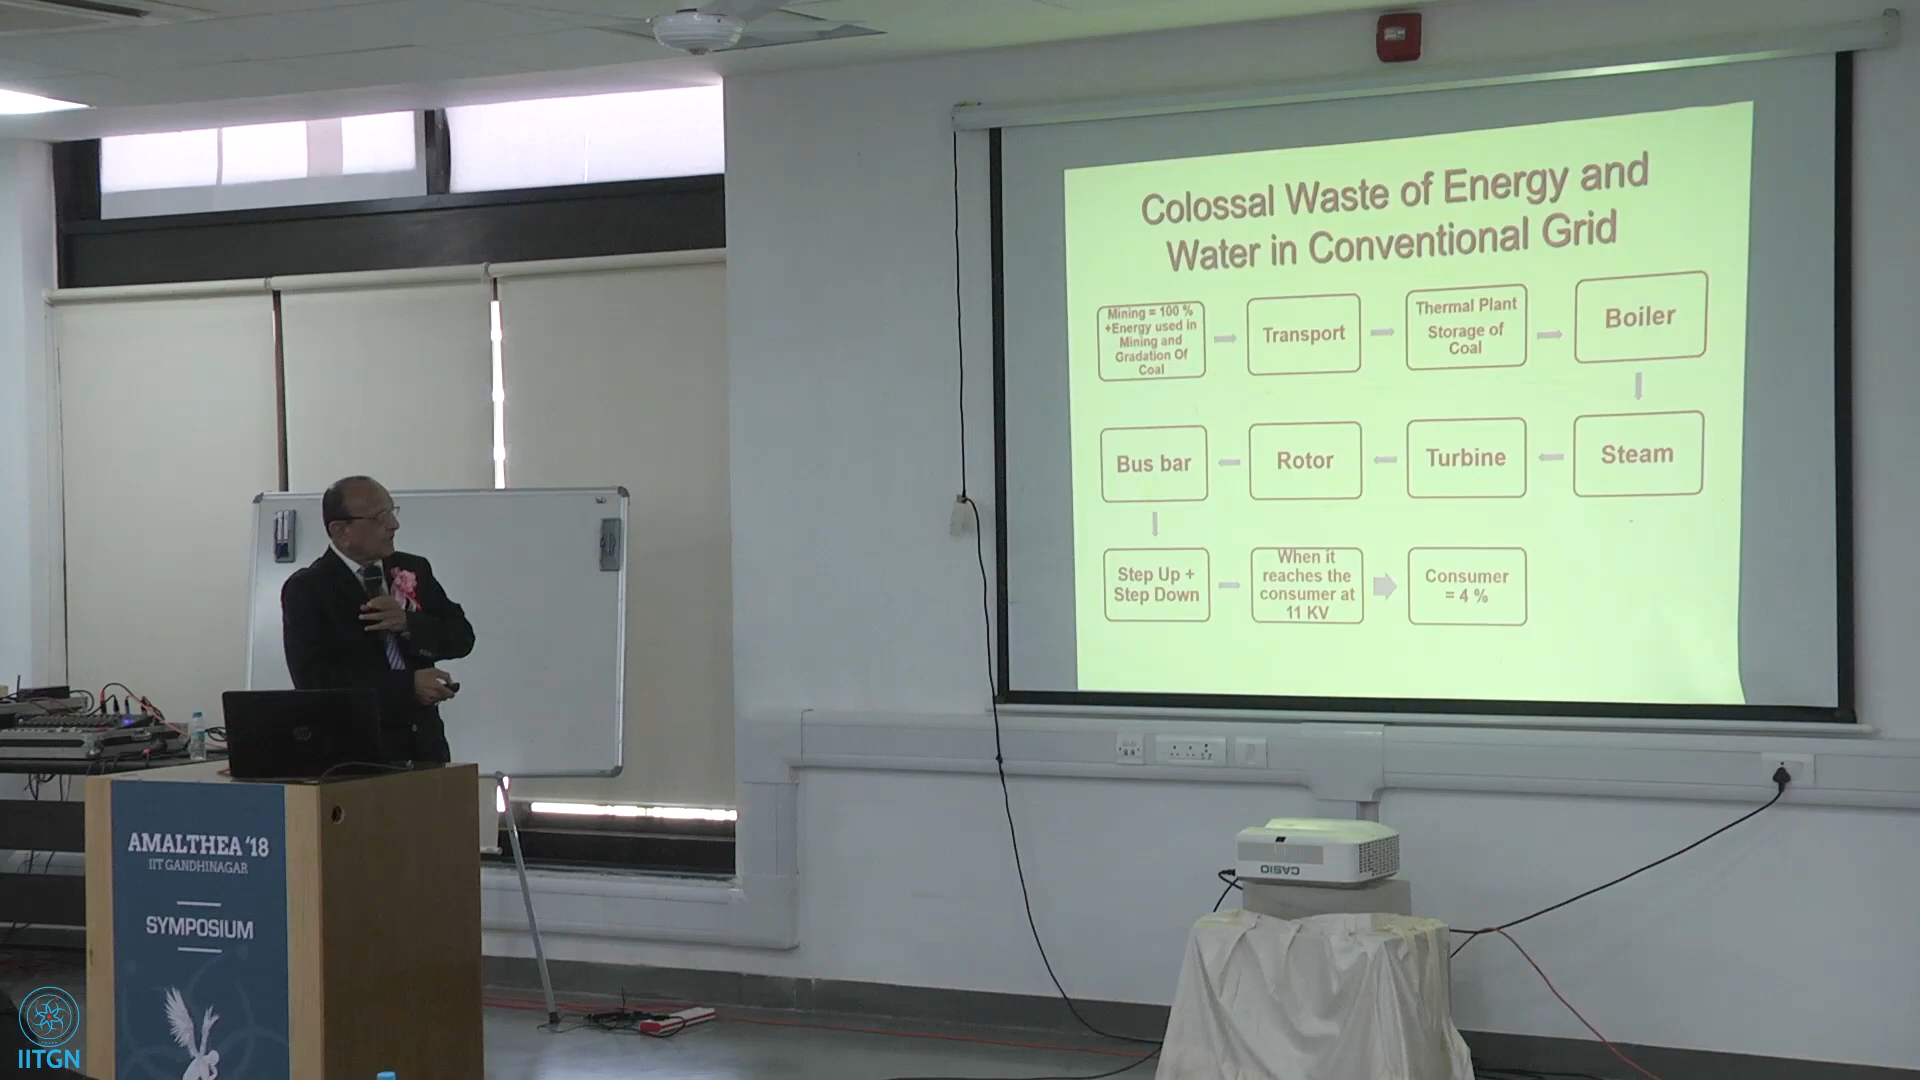 Colossal Waste of Energy and
Water in Conventional Grid
Mining = 100 %
+Energy used in
Mining and
Gradation Of
Coal
Transport
Thermal Plant
Storage of
Coal
Boiler
Steam
Turbine
Rotor
Bus bar
Step Up +
Step Down
When it
reaches the
consumer at
11 KV
Consumer
= 4 %
AMALTHEA '18
IIT GANDHINAGAR
SYMPOSIUM
CASIO
IITGN